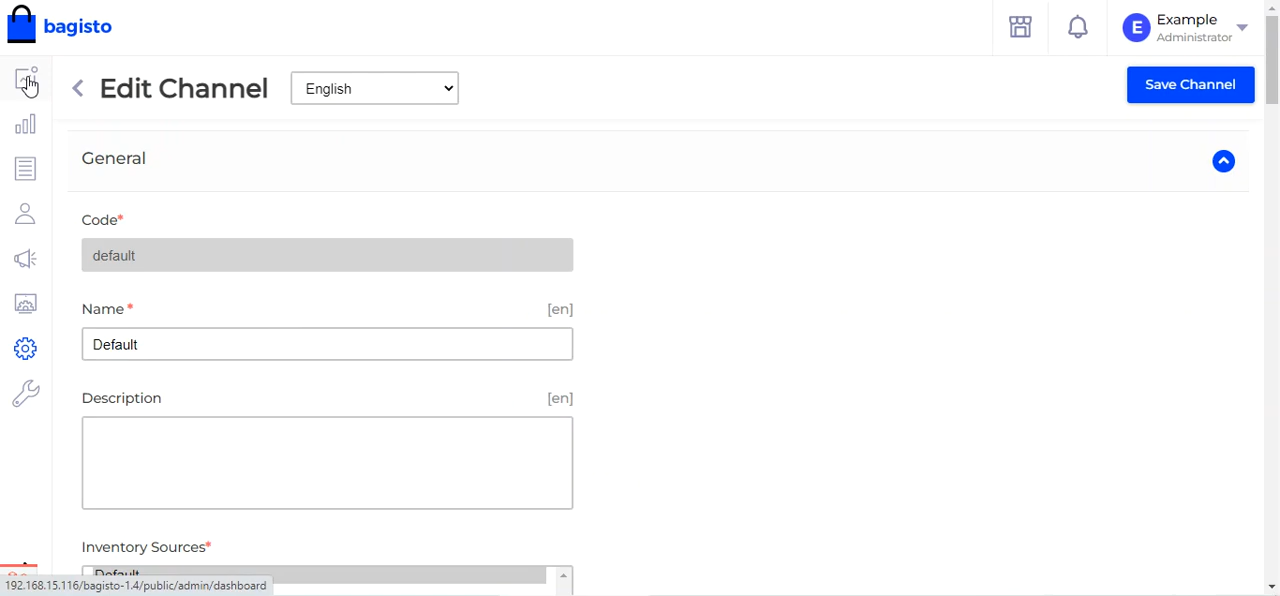 bagisto
E
Example
Administrator
Edit Channel
English
Save Channel
General
Code*
default
Name *
[en]
Default
Description
[en]
Inventory Sources*
Default
192.168.15.116/bagisto-1.4/public/admin/dashboard